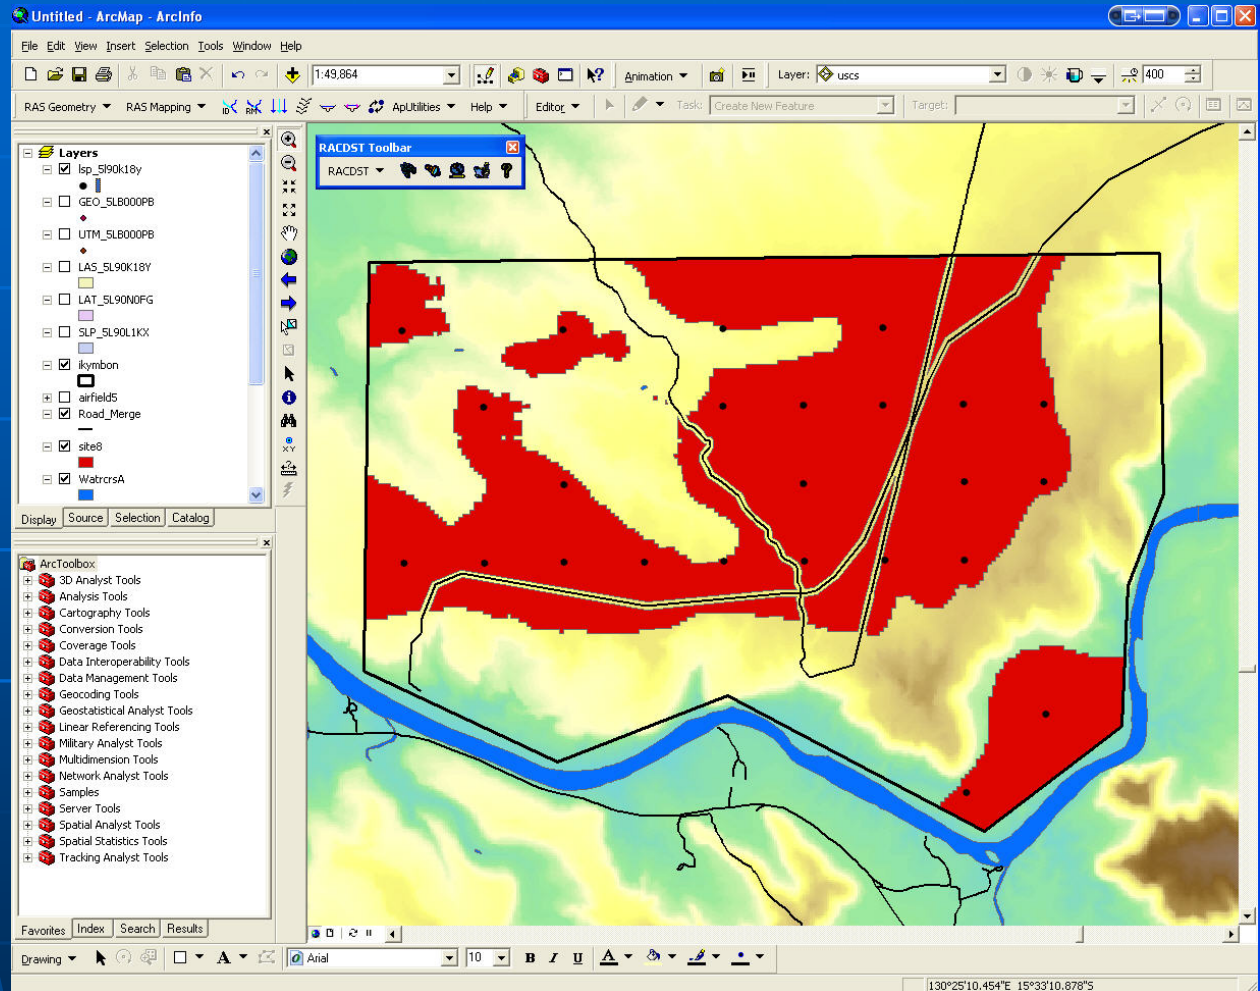 Untitled - ArcMap - ArcInfo
File Edit View Insert Selection Tools Window Help
1:49,864
Animation
Layer:
uscs
400
RAS Geometry
RAS Mapping
ApUtilities
Help
Editor
Task:
Create New Feature
Target:
Layers
lsp_5l90k18y
GEO_5LB000PB
UTM_5LB000PB
LAS_5L90K18Y
LAT_5L90N0FG
SLP_5L90L1KX
ikymbon
airfield5
Road_Merge
site8
WatrcrsA
Display Source Selection Catalog
ArcToolbox
3D Analyst Tools
Analysis Tools
Cartography Tools
Conversion Tools
Coverage Tools
Data Interoperability Tools
Data Management Tools
Geocoding Tools
Geostatistical Analyst Tools
Linear Referencing Tools
Military Analyst Tools
Multidimension Tools
Network Analyst Tools
Samples
Server Tools
Spatial Analyst Tools
Spatial Statistics Tools
Tracking Analyst Tools
Favorites Index Search Results
XY
RACDST Toolbar
RACDST
Drawing
A
Arial
10
B I U A
130°25'10.454"E 15°33'10.878"S